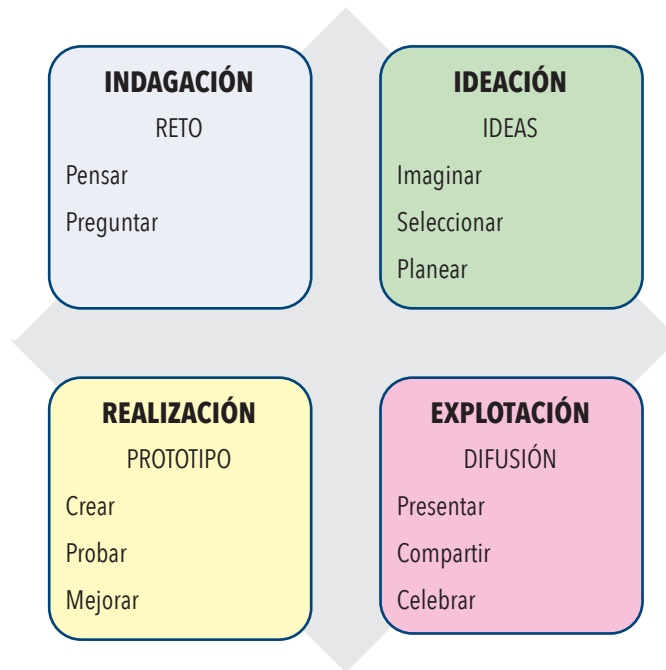 INDAGACIÓN
RETO
Pensar
Preguntar
IDEACIÓN
IDEAS
Imaginar
Seleccionar
Planear
REALIZACIÓN
PROTOTIPO
Crear
Probar
Mejorar
EXPLOTACIÓN
DIFUSIÓN
Presentar
Compartir
Celebrar